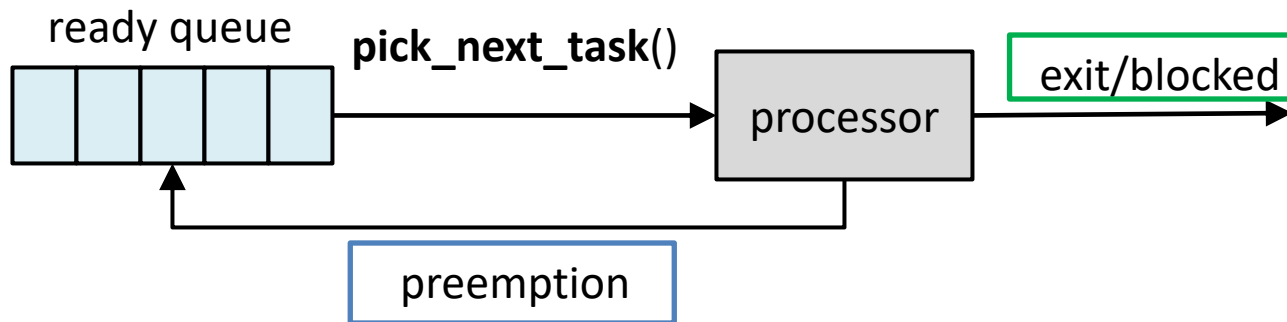 ready queue
pick_next_task()
exit/blocked
processor
preemption